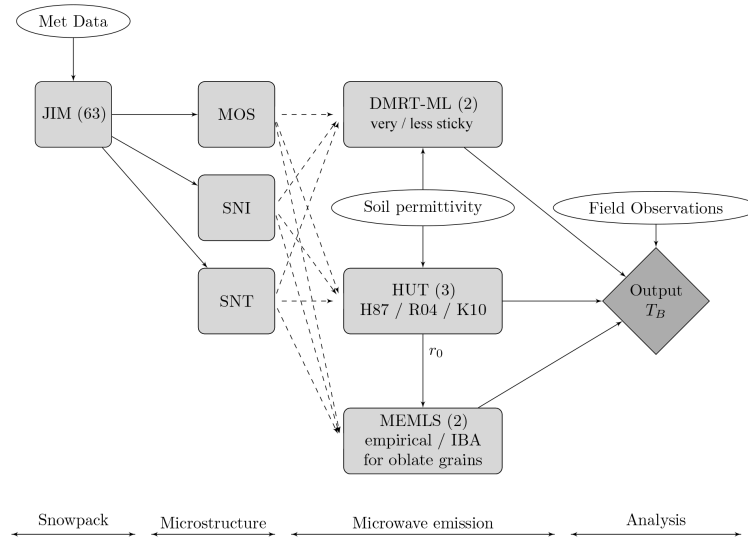 Met Data
JIM (63)
MOS
SNI
SNT
DMRT-ML (2)
very / less sticky
Soil permittivity
HUT (3)
H87 / R04 / K10
r₀
MEMLS (2)
empirical / IBA
for oblate grains
Field Observations
Output
T_B
Snowpack
Microstructure
Microwave emission
Analysis